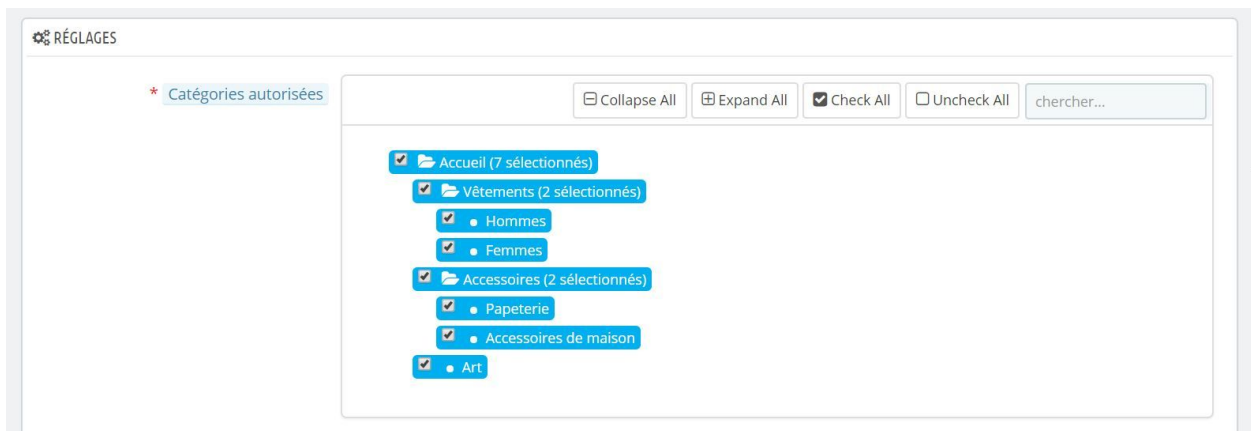 RÉGLAGES
* Catégories autorisées
Collapse All Expand All Check All Uncheck All chercher...
Accueil (7 sélectionnés)
Vêtements (2 sélectionnés)
Hommes
Femmes
Accessoires (2 sélectionnés)
Papeterie
Accessoires de maison
Art